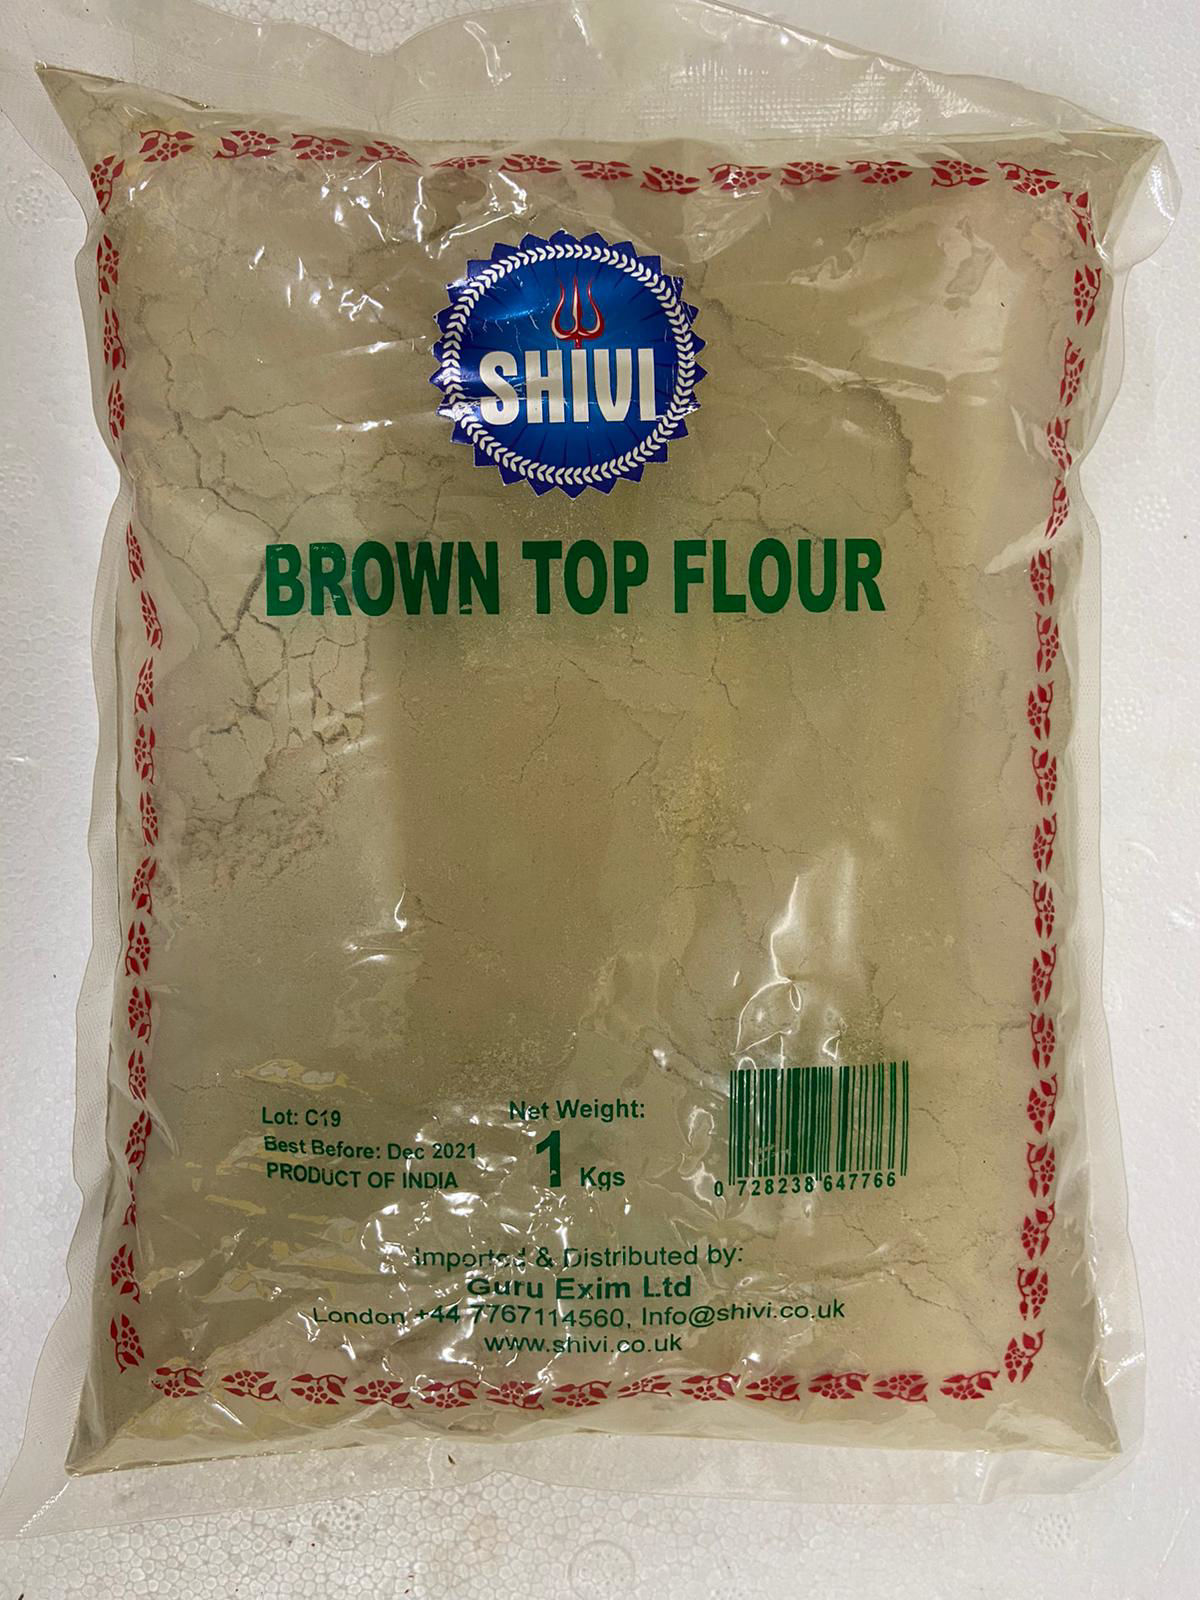 SHIVI
BROWN TOP FLOUR
Lot: C19
Best Before: Dec 2021
PRODUCT OF INDIA
Net Weight:
1 Kgs
0 728238 647766
Imported & Distributed by:
Guru Exim Ltd
London +44 7767114560, Info@shivi.co.uk
www.shivi.co.uk